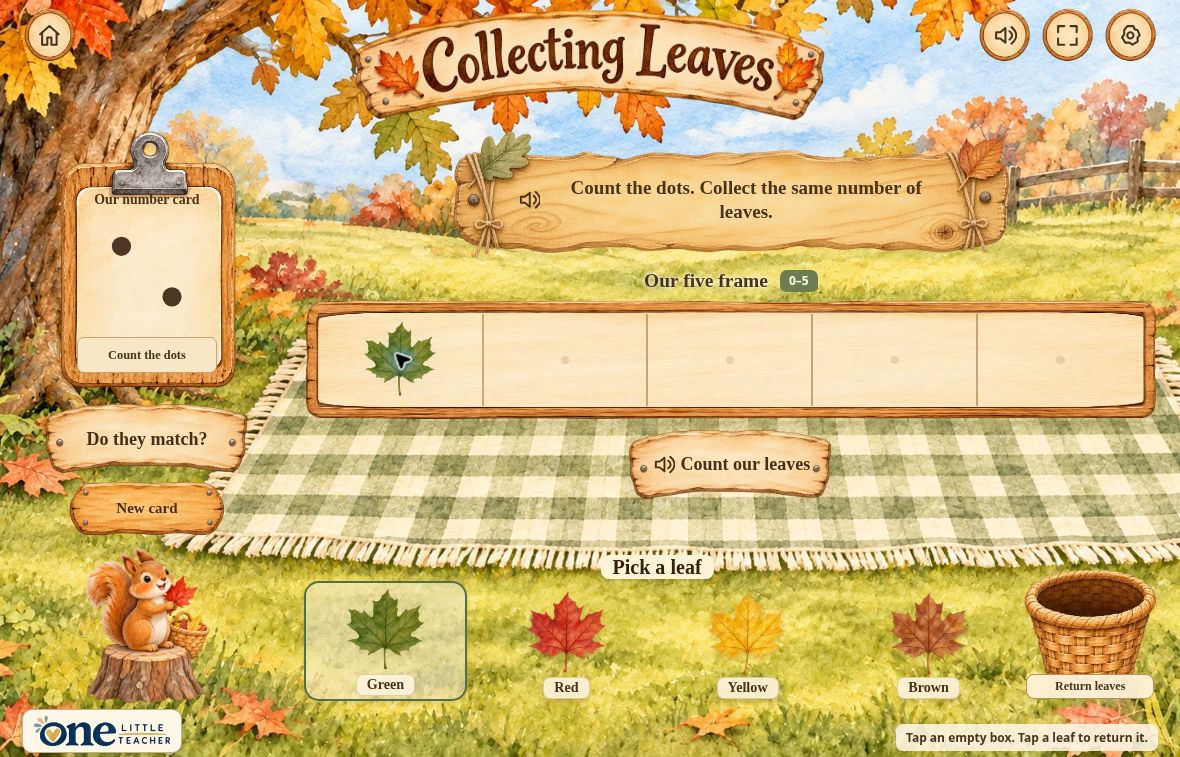 Collecting Leaves
Our number card
Count the dots. Collect the same number of
leaves.
Our five frame 0–5
Count the dots
Do they match?
Count our leaves
New card
Pick a leaf
Green
Red
Yellow
Brown
Return leaves
one LITTLE
TEACHER
Tap an empty box. Tap a leaf to return it.